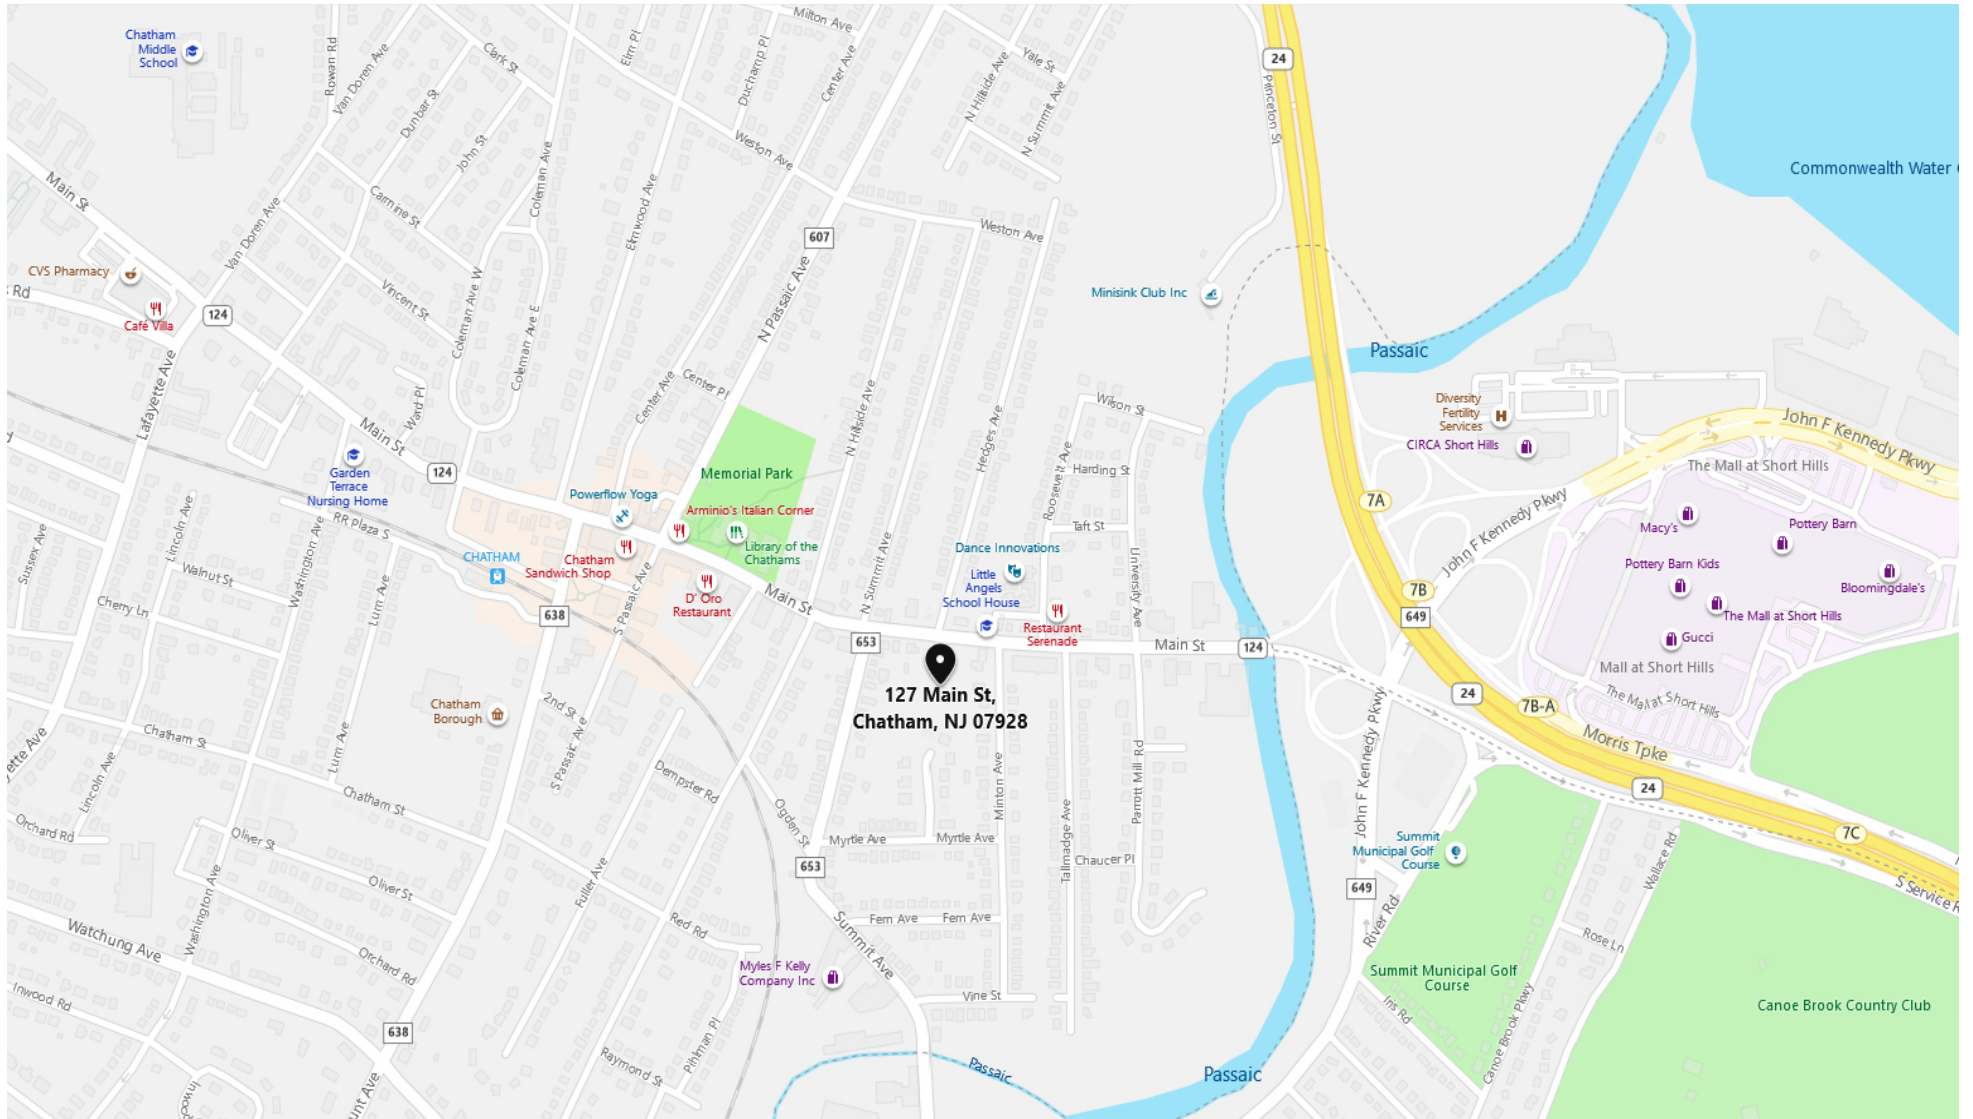 Chatham
Middle
School
Rowan Rd
Van Doren Ave
Clark St
Dunbar St
John St
Elm Pl
Duchamp Pl
Milton Ave
Center Ave
Yale St
N Hillside Ave
N Summit Ave
24
Princeton St
Commonwealth Water
Main St
Carmine St
Coleman Ave
Elmwood Ave
Weston Ave
Weston Ave
607
Van Doren Ave
Vincent St
Coleman Ave W
Coleman Ave E
N Passaic Ave
CVS Pharmacy
Rd
Café Villa
124
Minisink Club Inc
Passaic
Lafayette Ave
Ward Pl
Main St
Center Ave
Center Pl
N Hillside Ave
Hedges Ave
Wilson St
Roosevelt Ave
Harding St
Taft St
University Ave
Diversity
Fertility
Services
CIRCA Short Hills
John F Kennedy Pkwy
The Mall at Short Hills
John F Kennedy Pkwy
Garden
Terrace
Nursing Home
124
Memorial Park
Powerflow Yoga
Arminio's Italian Corner
Library of the
Chathams
Chatham
Sandwich Shop
D' Oro
Restaurant
CHATHAM
RR Plaza S
Lincoln Ave
Sussex Ave
Walnut St
Washington Ave
Lum Ave
Cherry Ln
638
S Passaic Ave
Main St
N Summit Ave
Dance Innovations
Little
Angels
School House
Restaurant
Serenade
653
Main St
124
7A
7B
649
Macy's
Pottery Barn
Pottery Barn Kids
Bloomingdale's
The Mall at Short Hills
Gucci
Mall at Short Hills
The Mall at Short Hills
24
7B-A
Morris Tpke
24
7C
S Service R
127 Main St,
Chatham, NJ 07928
Chatham
Borough
2nd St
S Passaic Ave
Chatham St
Lum Ave
Lincoln Ave
yette Ave
Chatham St
Dempster Rd
Ogden St
Minton Ave
Tallmadge Ave
Parrott Mill Rd
John F Kennedy Pkwy
Myrtle Ave
Myrtle Ave
Chaucer Pl
653
Orchard Rd
Oliver St
Oliver St
Washington Ave
Fuller Ave
Red Rd
Fern Ave
Fern Ave
Summit Ave
Summit
Municipal Golf
Course
649
River Rd
Wallace Rd
Rose Ln
Watchung Ave
Orchard Rd
Myles F Kelly
Company Inc
Vine St
Summit Municipal Golf
Course
Canoe Brook Country Club
Inwood Rd
638
Raymond St
Pihlman Pl
Iris Rd
Canoe Brook Pkwy
Passaic
Passaic
unt Ave
Inwood